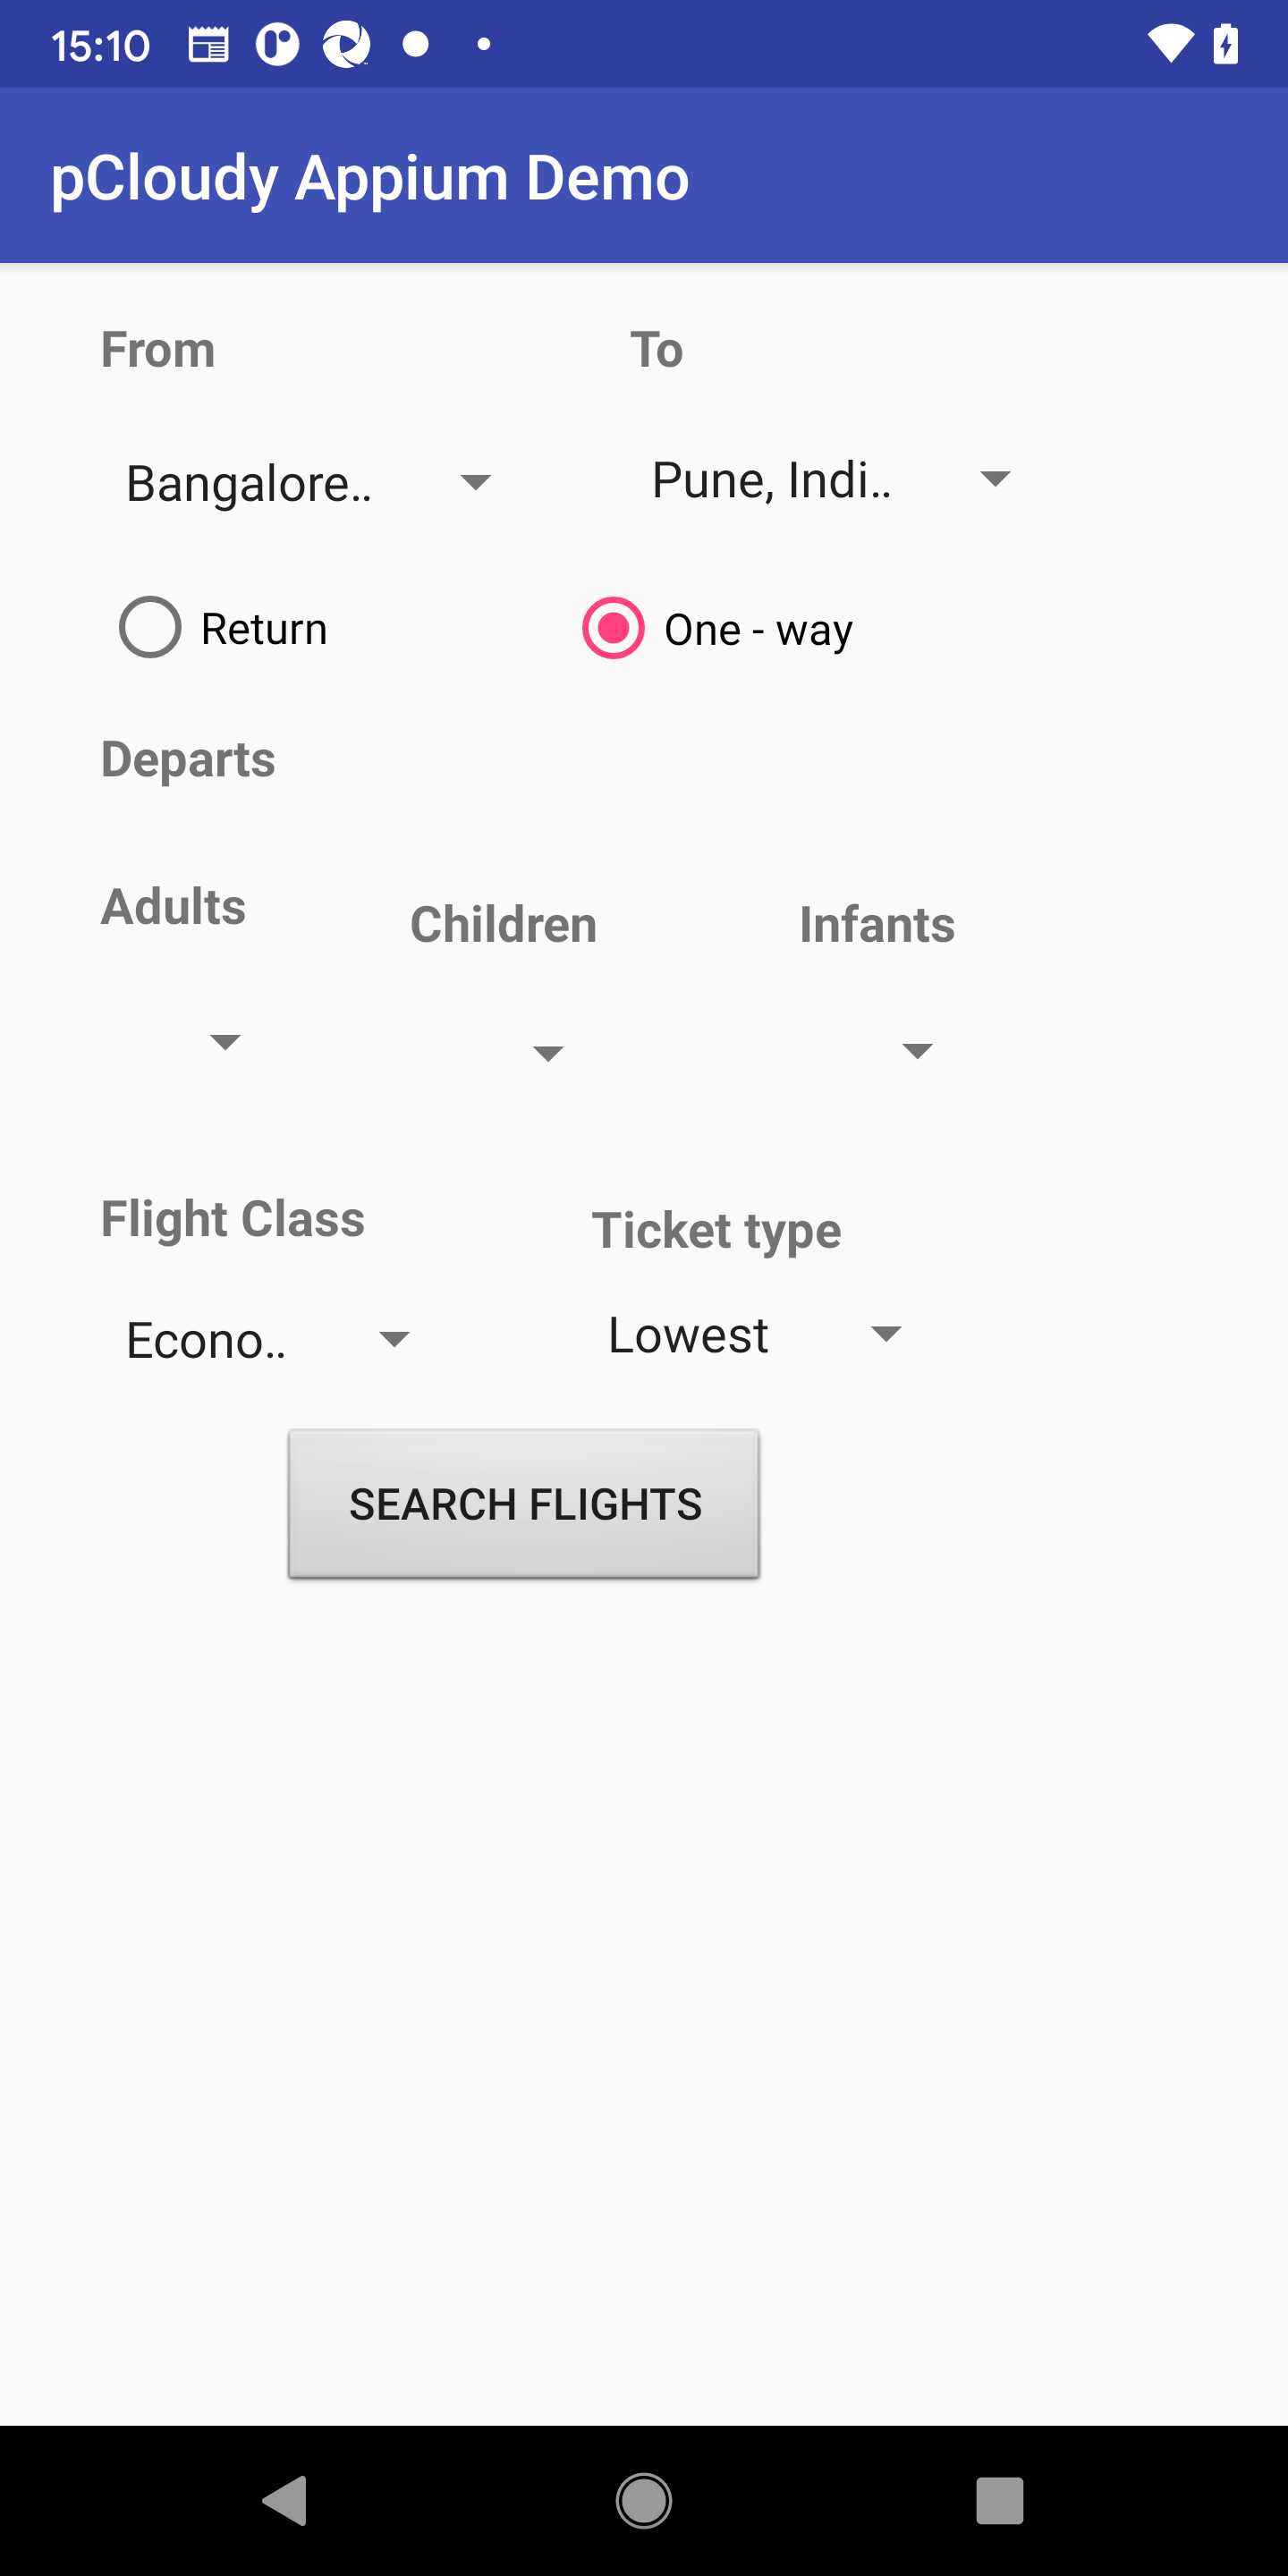 15:10
pCloudy Appium Demo
From To
Bangalore.. Pune, Indi..
Return One - way
Departs
Adults Children Infants
Flight Class Ticket type
Econo.. Lowest
SEARCH FLIGHTS